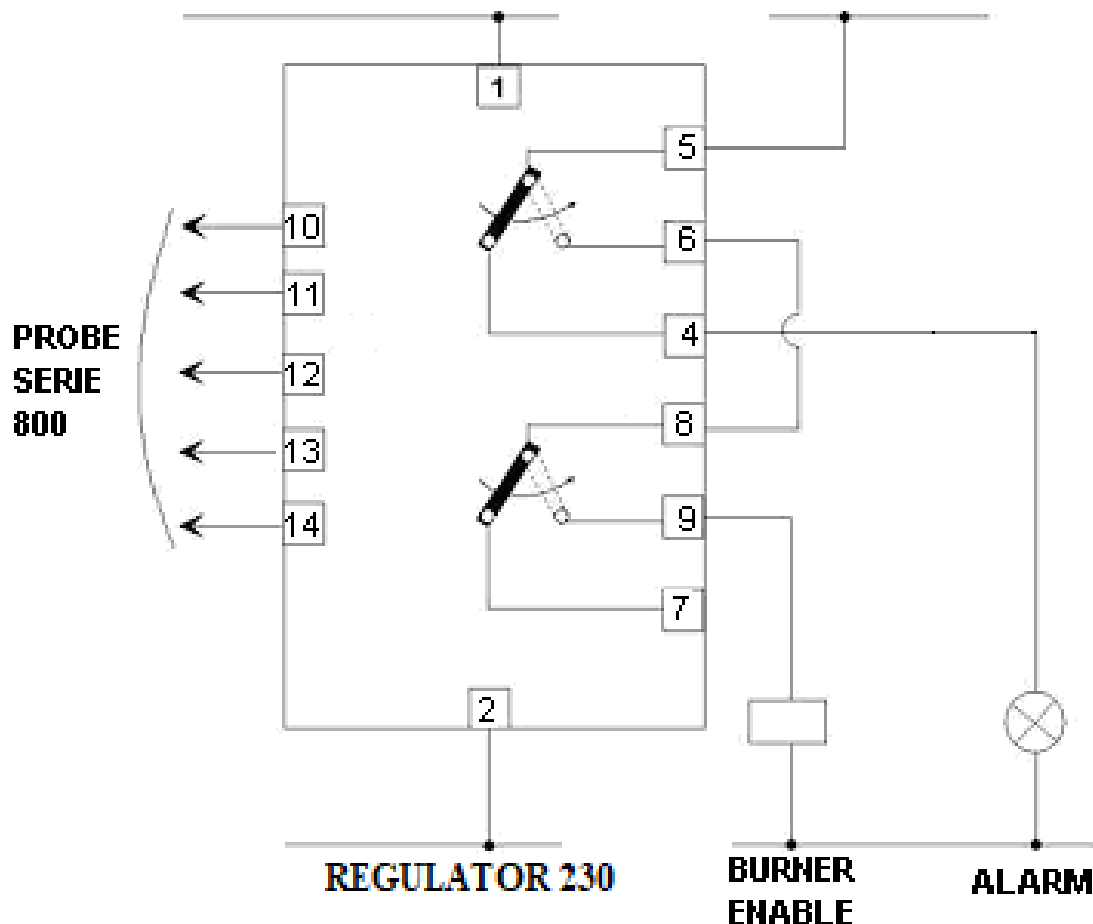 1
5
10
6
11
4
PROBE
SERIE
800
12
8
13
9
14
7
2
REGULATOR 230
BURNER
ENABLE
ALARM